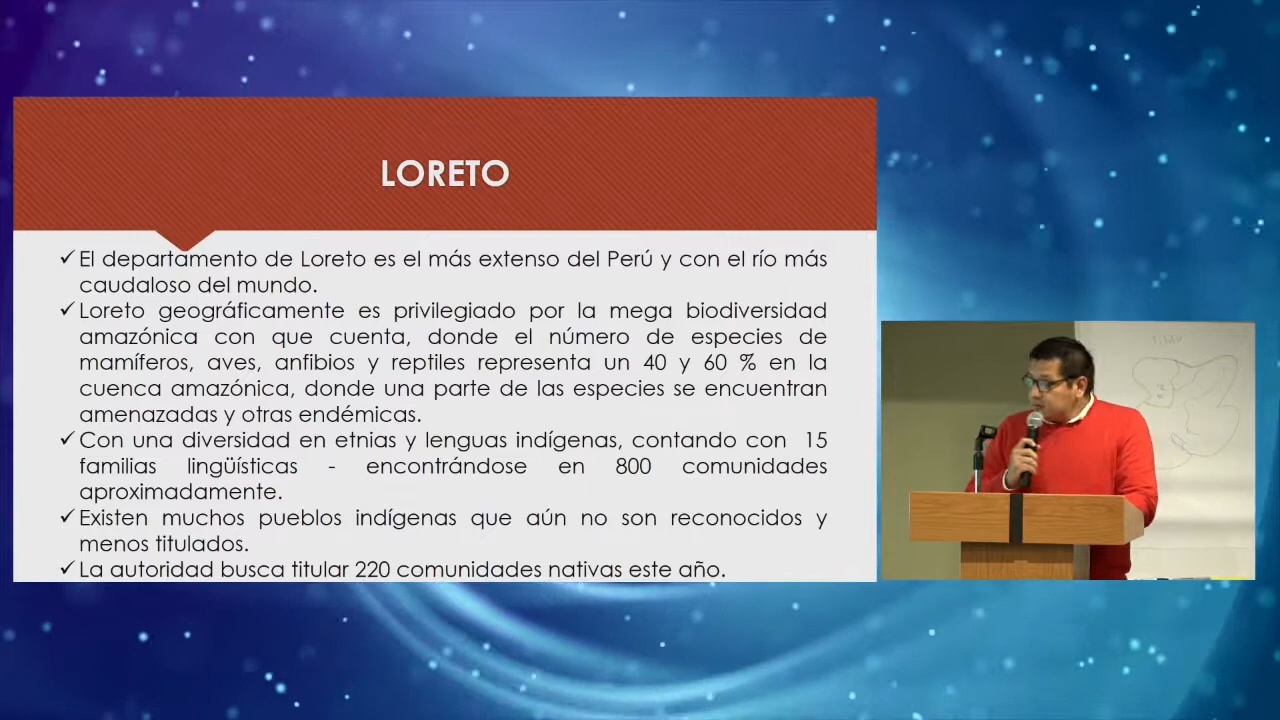 LORETO
✓El departamento de Loreto es el más extenso del Perú y con el río más
caudaloso del mundo.
✓Loreto geográficamente es privilegiado por la mega biodiversidad
amazónica con que cuenta, donde el número de especies de
mamíferos, aves, anfibios y reptiles representa un 40 y 60 % en la
cuenca amazónica, donde una parte de las especies se encuentran
amenazadas y otras endémicas.
✓Con una diversidad en etnias y lenguas indígenas, contando con 15
familias lingüísticas - encontrándose en 800 comunidades
aproximadamente.
✓Existen muchos pueblos indígenas que aún no son reconocidos y
menos titulados.
✓La autoridad busca titular 220 comunidades nativas este año.